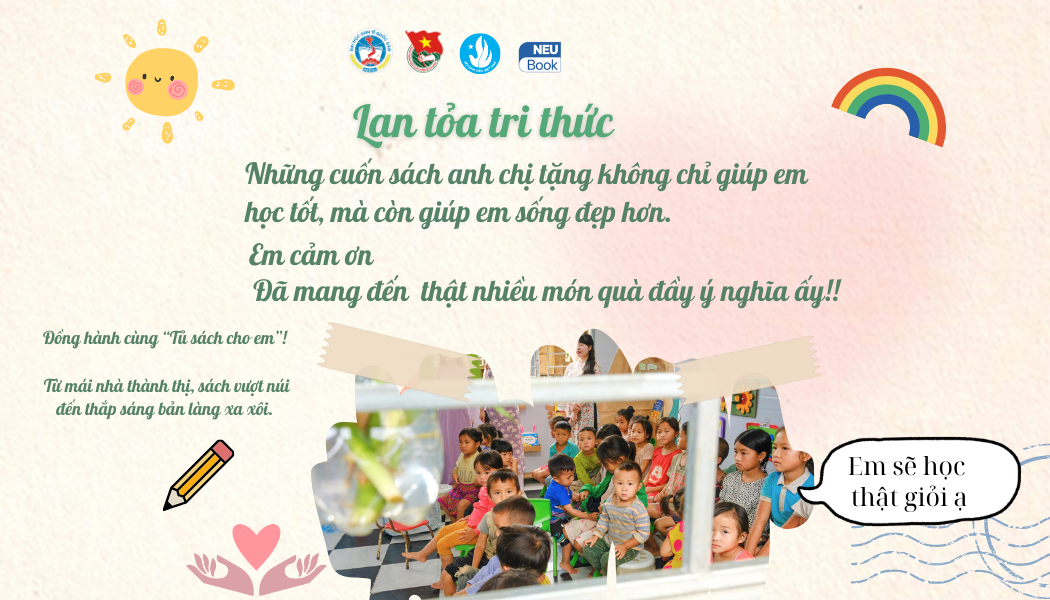 NEU
Book
Lan tỏa tri thức
Những cuốn sách anh chị tặng không chỉ giúp em
học tốt, mà còn giúp em sống đẹp hơn.
Em cảm ơn
Đã mang đến thật nhiều món quà đầy ý nghĩa ấy!!
Đồng hành cùng “Tủ sách cho em”!
Từ mái nhà thành thị, sách vượt núi
đến thắp sáng bản làng xa xôi.
Em sẽ học
thật giỏi ạ